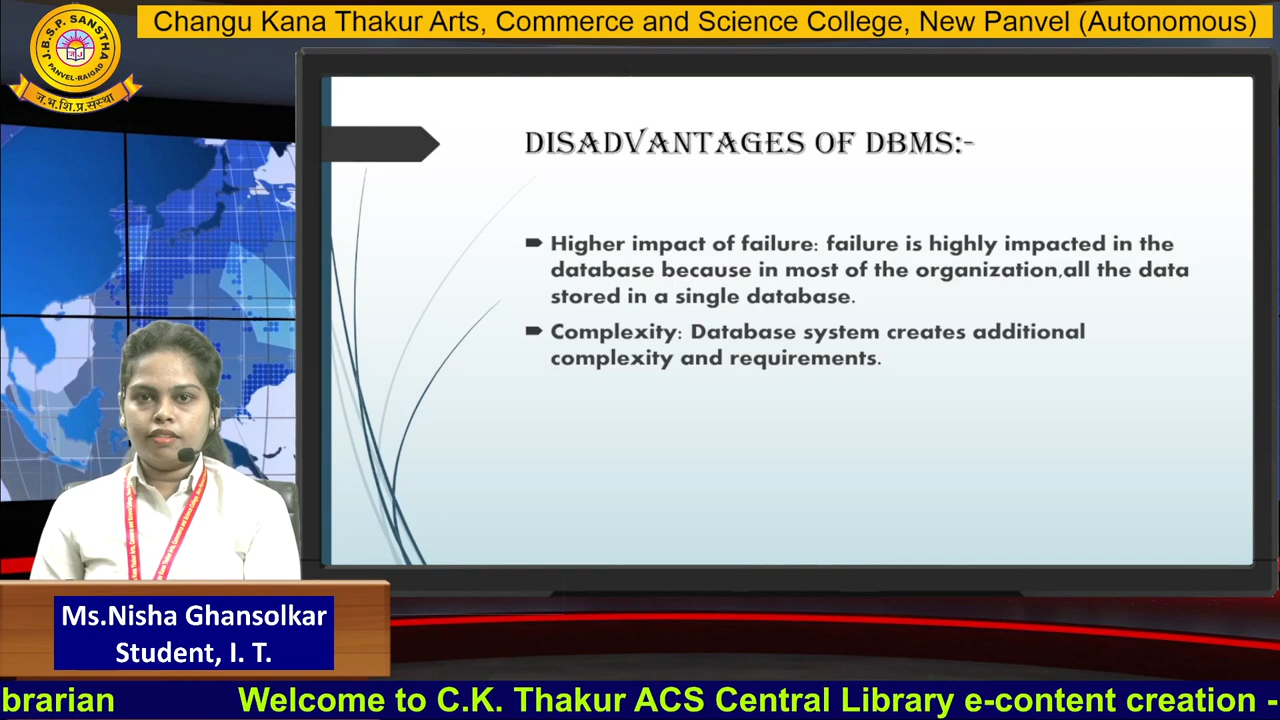 Changu Kana Thakur Arts, Commerce and Science College, New Panvel (Autonomous)
J.B.S.P. SANSTHA
PANVEL-RAIGAD
ज.भ.शि.प्र.संस्था
DISADVANTAGES OF DBMS:-
Higher impact of failure: failure is highly impacted in the
database because in most of the organization,all the data
stored in a single database.
Complexity: Database system creates additional
complexity and requirements.
Ms.Nisha Ghansolkar
Student, I. T.
brarian Welcome to C.K. Thakur ACS Central Library e-content creation -